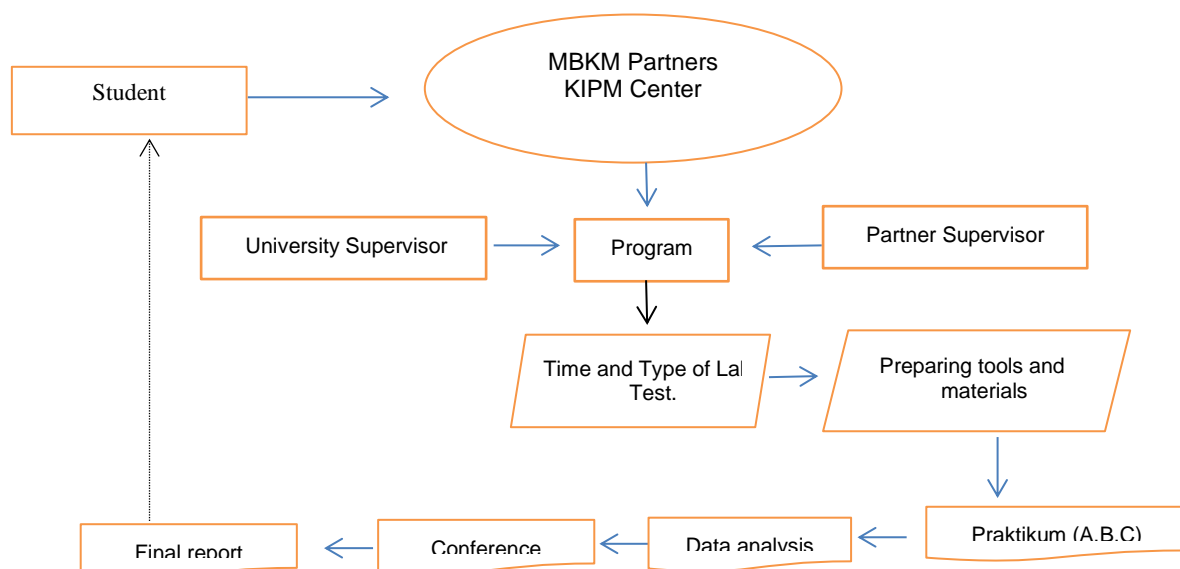 Student
MBKM Partners
KIPM Center
University Supervisor
Program
Partner Supervisor
Time and Type of Lal
Test.
Preparing tools and
materials
Praktikum (A,B,C)
Data analysis
Conference
Final report